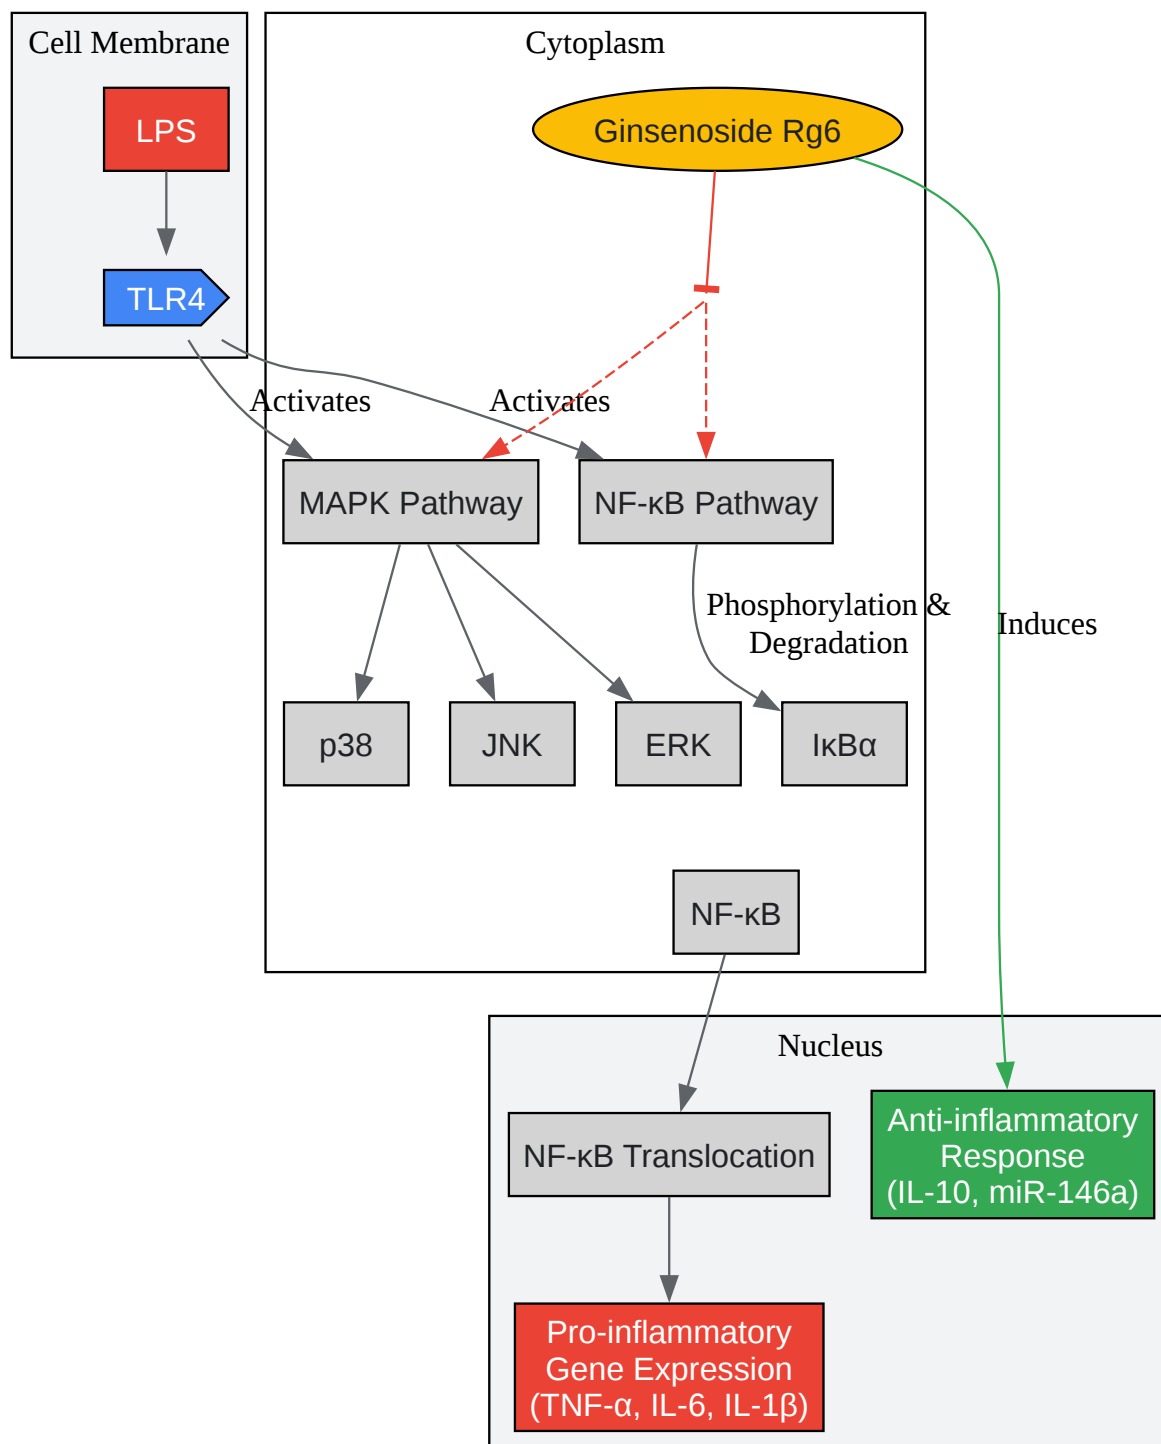 Cell Membrane
Cytoplasm
LPS
Ginsenoside Rg6
TLR4
Activates
Activates
MAPK Pathway
NF-κB Pathway
Phosphorylation &
Degradation
Induces
p38
JNK
ERK
IκBα
NF-κB
Nucleus
NF-κB Translocation
Anti-inflammatory
Response
(IL-10, miR-146a)
Pro-inflammatory
Gene Expression
(TNF-α, IL-6, IL-1β)